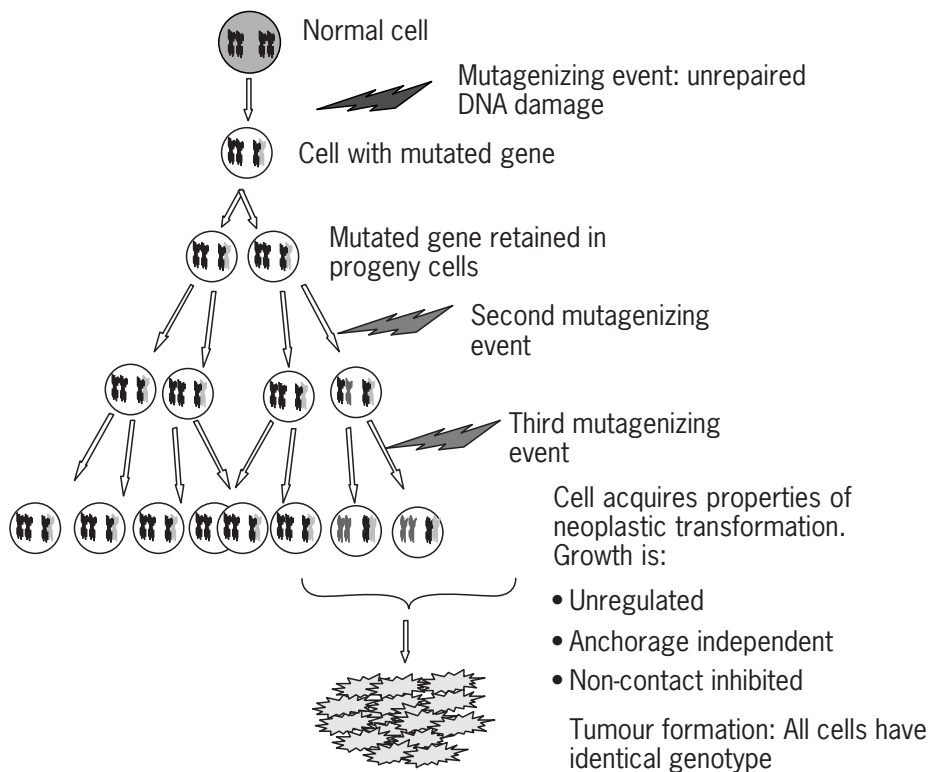 Normal cell
Mutagenizing event: unrepaired
DNA damage
Cell with mutated gene
Mutated gene retained in
progeny cells
Second mutagenizing
event
Third mutagenizing
event
Cell acquires properties of
neoplastic transformation.
Growth is:
• Unregulated
• Anchorage independent
• Non-contact inhibited
Tumour formation: All cells have
identical genotype